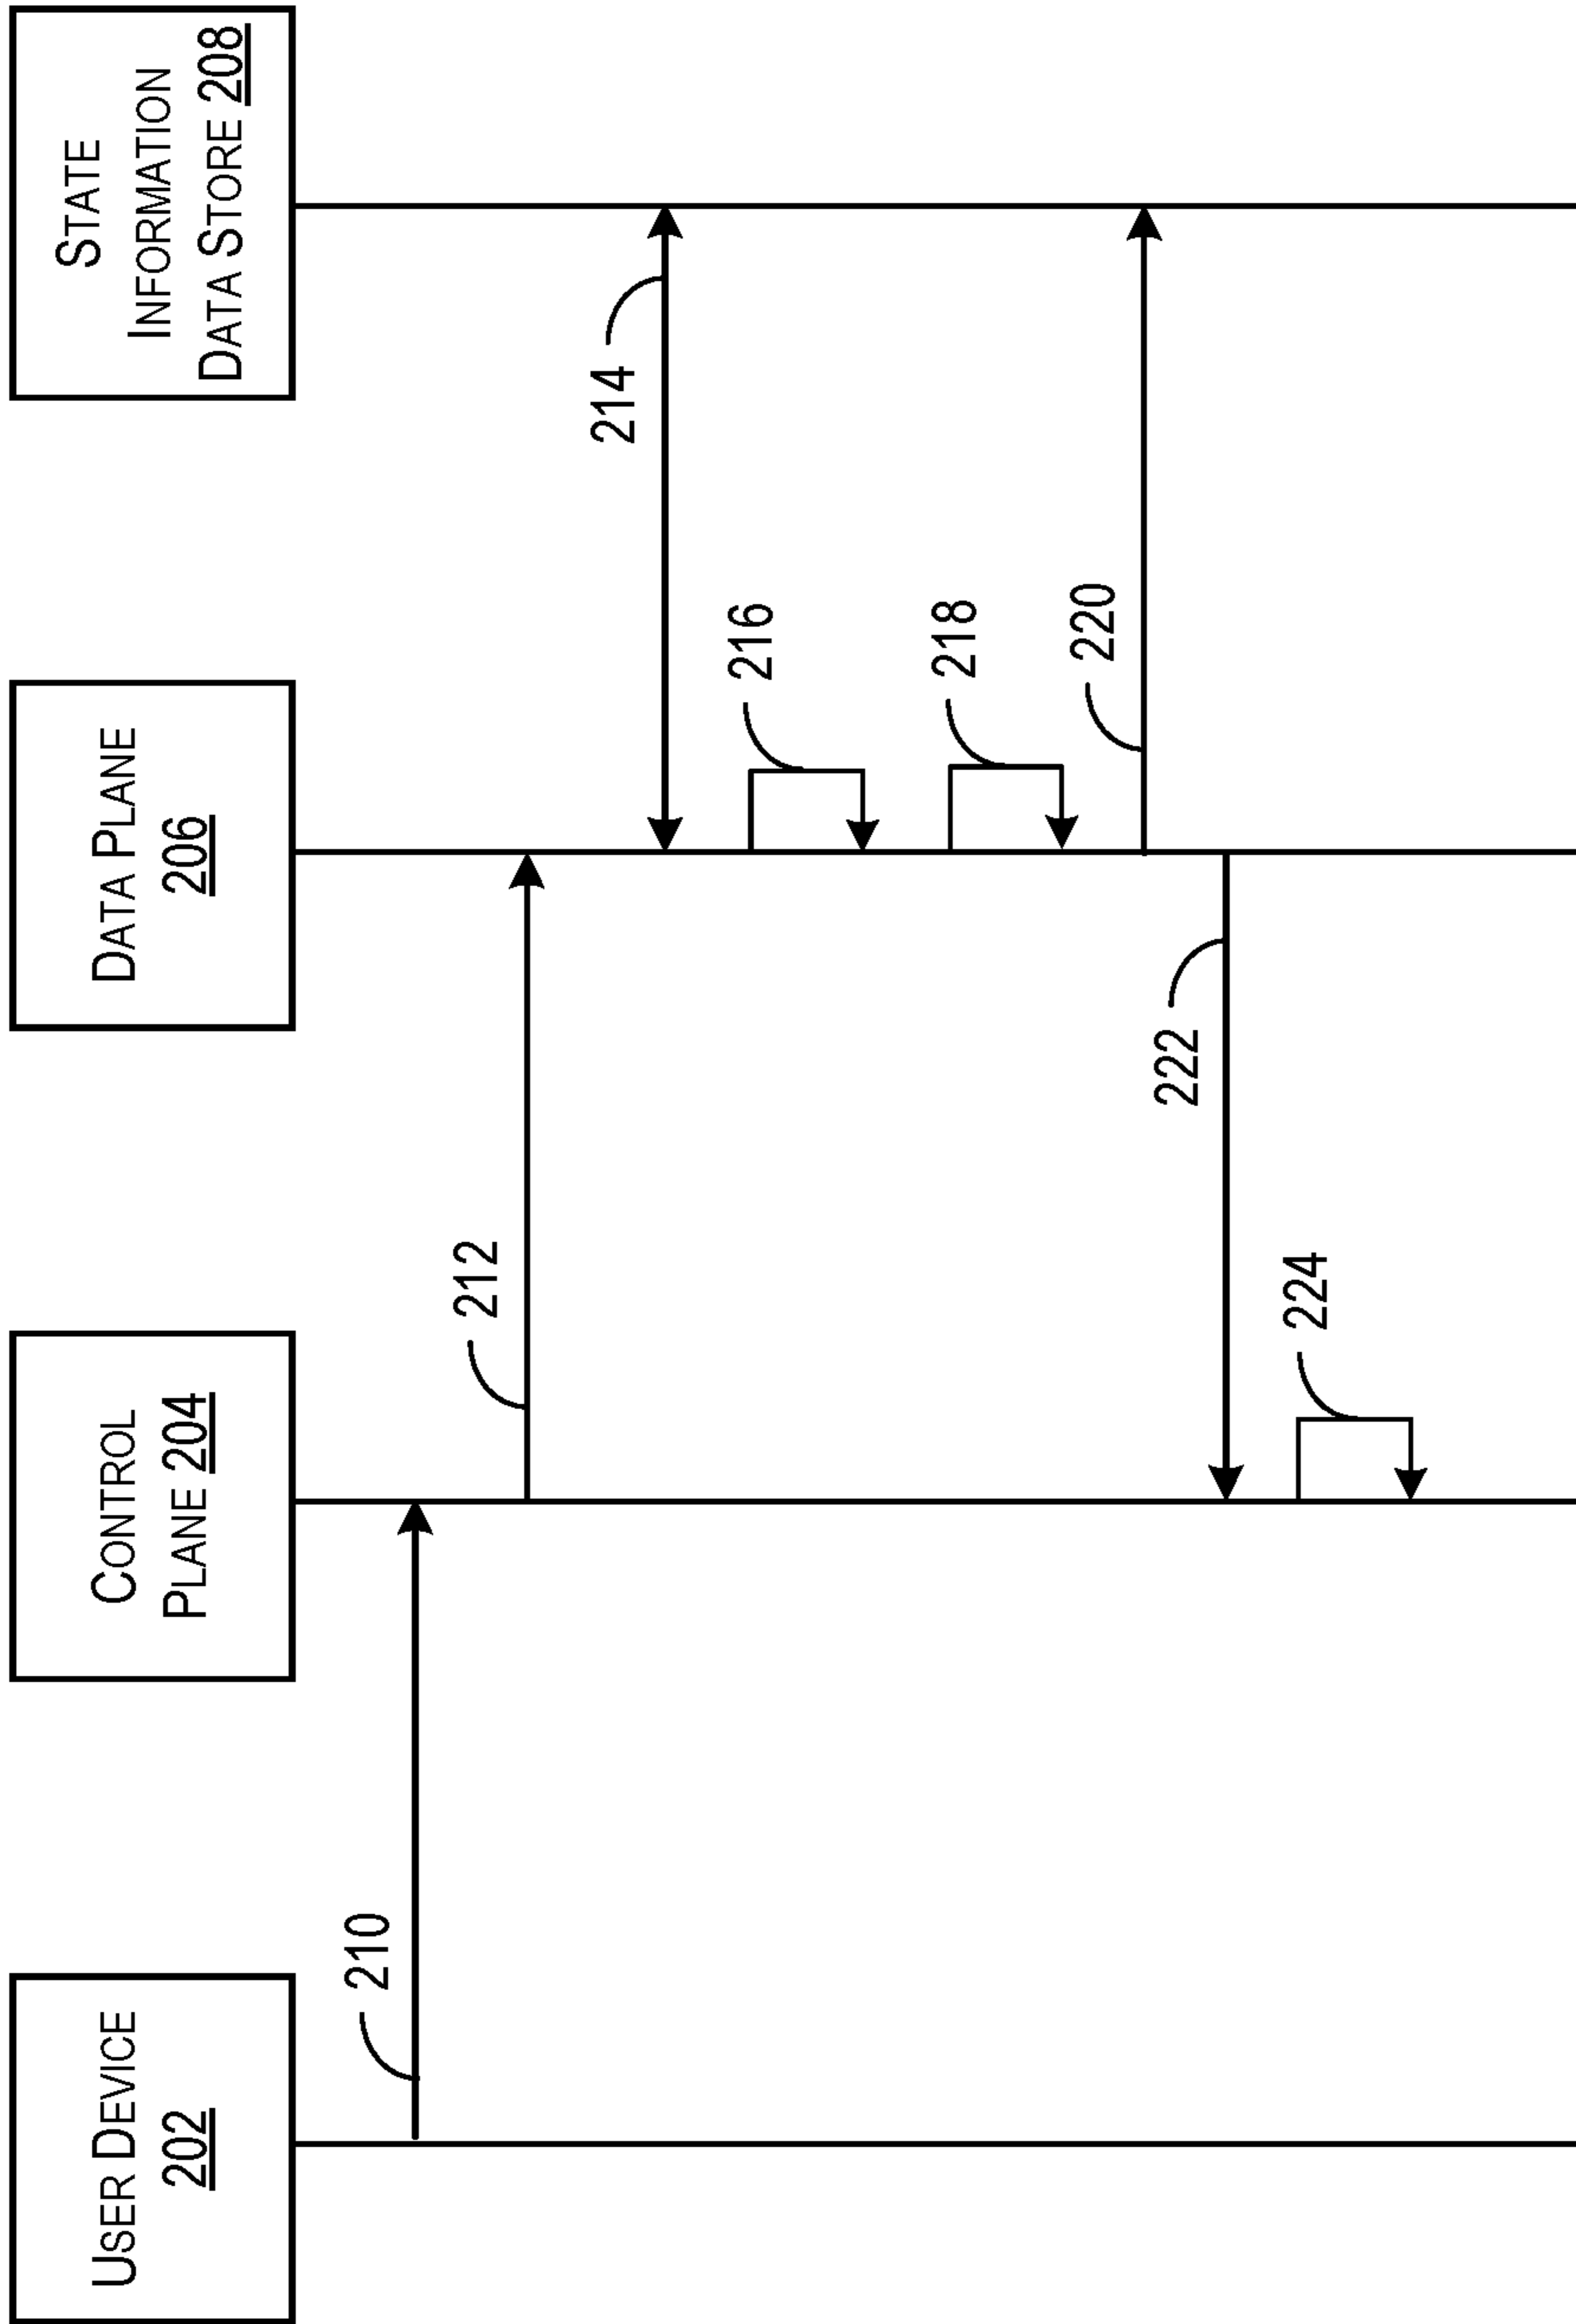 USER DEVICE
202
CONTROL
PLANE 204
DATA PLANE
206
STATE
INFORMATION
DATA STORE 208
210
212
214
216
218
220
222
224